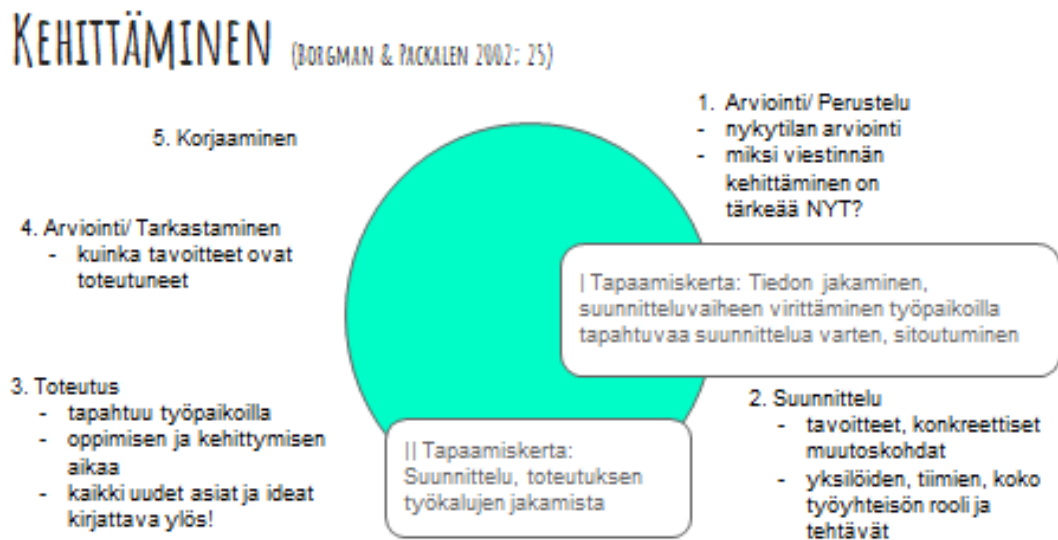 KEHITTÄMINEN (BORGMAN & PACKALEN 2002: 25)
1. Arviointi/ Perustelu
- nykytilan arviointi
- miksi viestinnän
kehittäminen on
tärkeää NYT?
| Tapaamiskerta: Tiedon jakaminen,
suunnitteluvaiheen virittäminen työpaikoilla
tapahtuvaa suunnittelua varten, sitoutuminen
2. Suunnittelu
- tavoitteet, konkreettiset
muutoskohdat
- yksilöiden, tiimien, koko
työyhteisön rooli ja
tehtävät
|| Tapaamiskerta:
Suunnittelu, toteutuksen
työkalujen jakamista
3. Toteutus
- tapahtuu työpaikoilla
- oppimisen ja kehittymisen
aikaa
- kaikki uudet asiat ja ideat
kirjattava ylös!
4. Arviointi/ Tarkastaminen
- kuinka tavoitteet ovat
toteutuneet
5. Korjaaminen